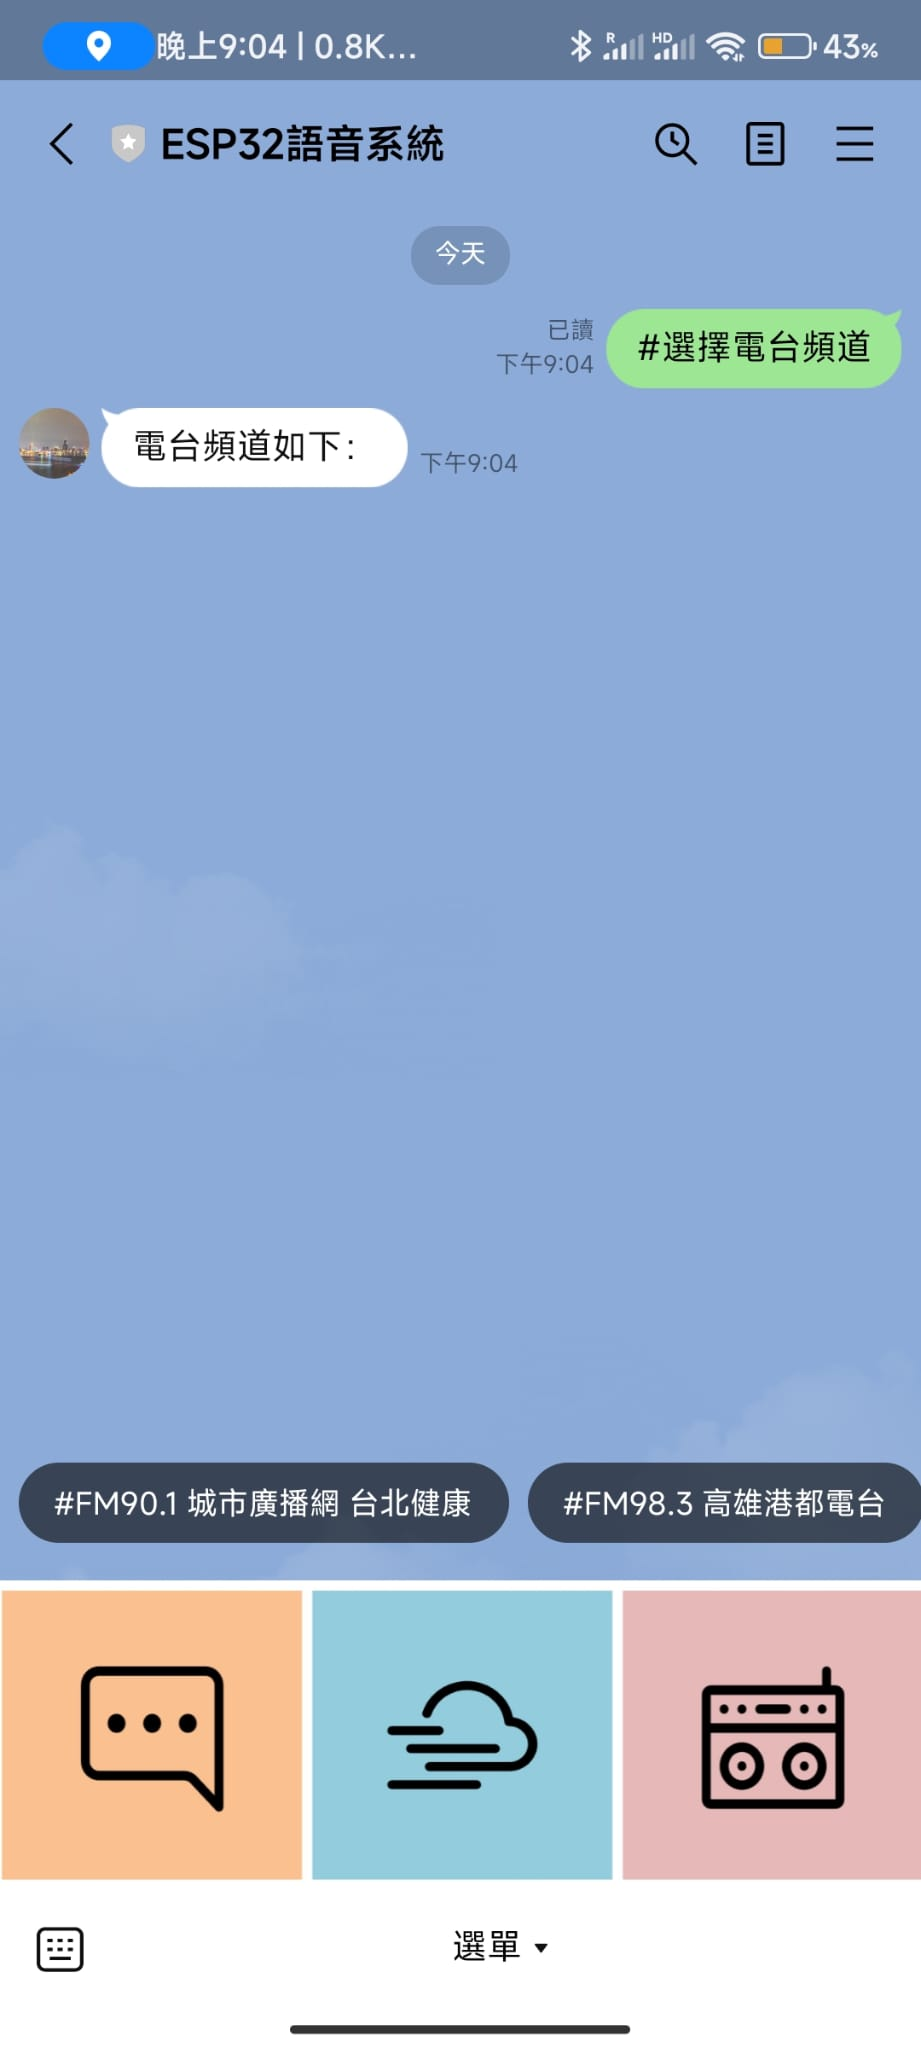 晚上9:04 | 0.8K...
R
HD
43%
ESP32語音系統
今天
已讀
下午9:04
#選擇電台頻道
電台頻道如下:
下午9:04
#FM90.1 城市廣播網 台北健康
#FM98.3 高雄港都電台
選單